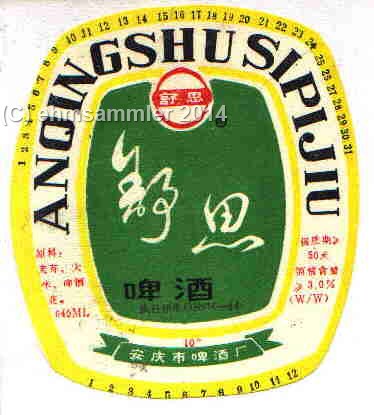 1 2 3 4 5 6 7 8 9 10 11 12 13 14 15 16 17 18 19 20 21 22 23 24 25 26 27 28 29 30 31
ANQINGSHUSIPIJIU
(C) ehmsammler 2014
舒思
®
舒思
啤酒
原料:
麦芽、大
米、啤酒
花。
640ML
保质期≥
50天
酒精含量
≥3.0%
(W/W)
10°
安庆市啤酒厂
1 2 3 4 5 6 7 8 9 10 11 12